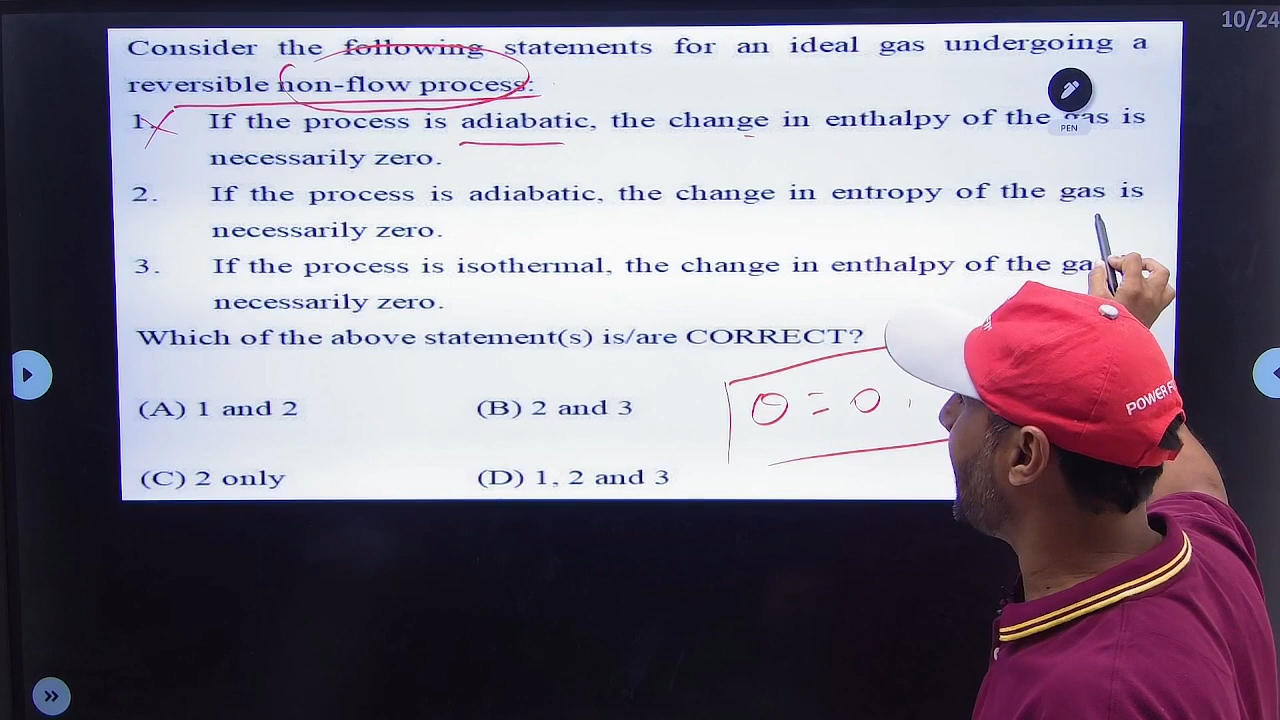 10/24
Consider the following statements for an ideal gas undergoing a
reversible non-flow process:
PEN
1. If the process is adiabatic, the change in enthalpy of the gas is
necessarily zero.
2. If the process is adiabatic, the change in entropy of the gas is
necessarily zero.
3. If the process is isothermal, the change in enthalpy of the
necessarily zero.
Which of the above statement(s) is/are CORRECT?
(A) 1 and 2 (B) 2 and 3
= 0
(C) 2 only (D) 1, 2 and 3
POWER